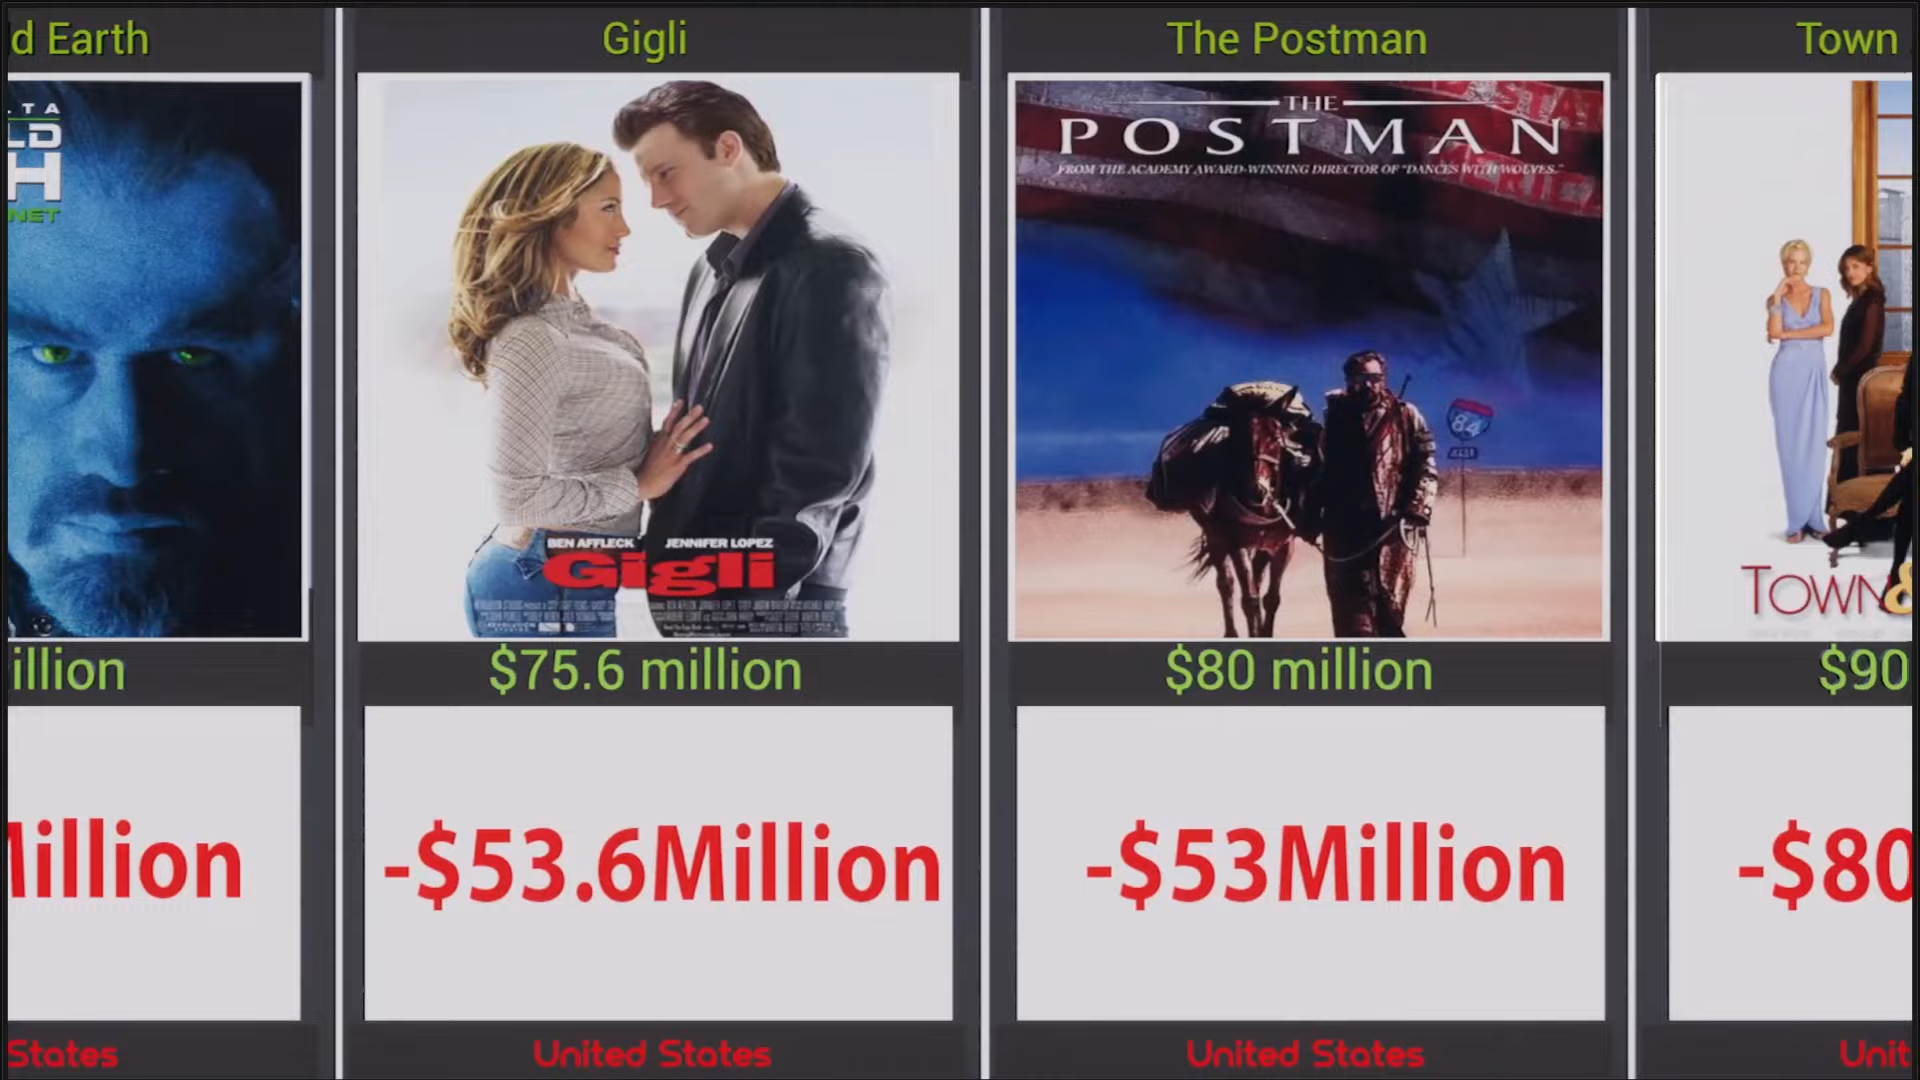 d Earth
TA
LD
H
NET
illion
Million
States
Gigli
BEN AFFLECK JENNIFER LOPEZ
Gigli
$75.6 million
-$53.6Million
United States
The Postman
THE
POSTMAN
FROM THE ACADEMY AWARD-WINNING DIRECTOR OF "DANCES WITH WOLVES."
84
$80 million
-$53Million
United States
Town
TOWN&
$90
-$80
Unit